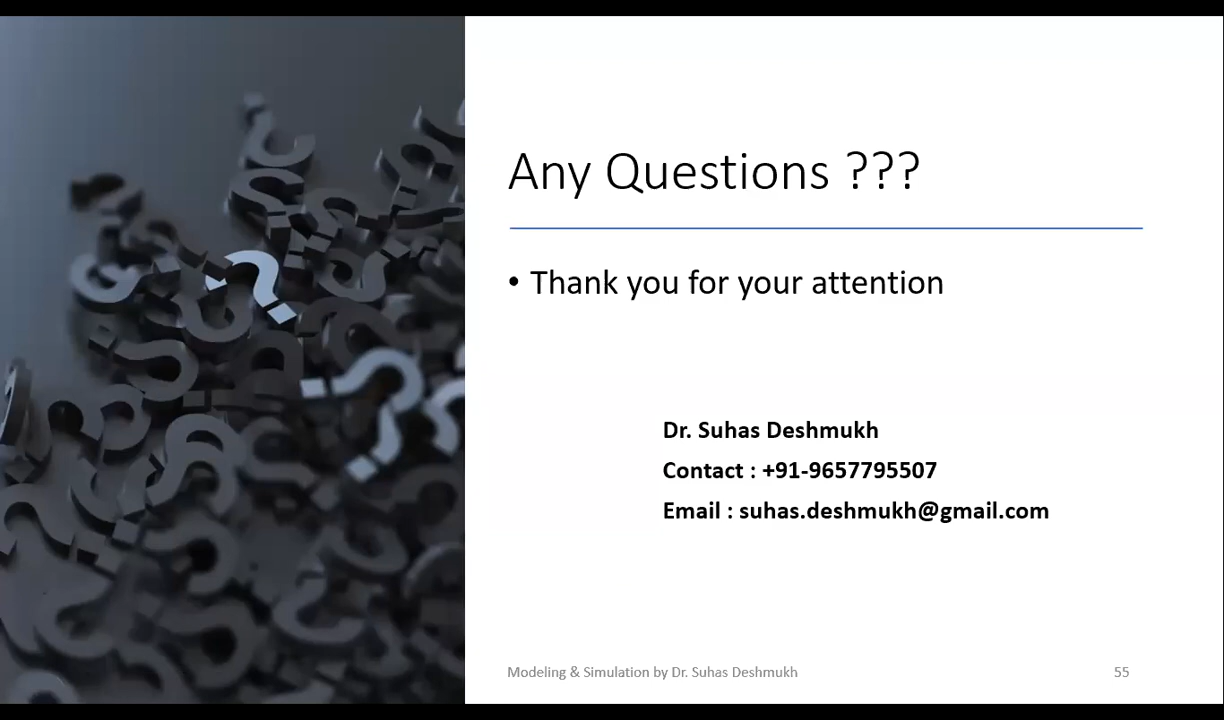 Any Questions ???
• Thank you for your attention
Dr. Suhas Deshmukh
Contact : +91-9657795507
Email : suhas.deshmukh@gmail.com
Modeling & Simulation by Dr. Suhas Deshmukh
55